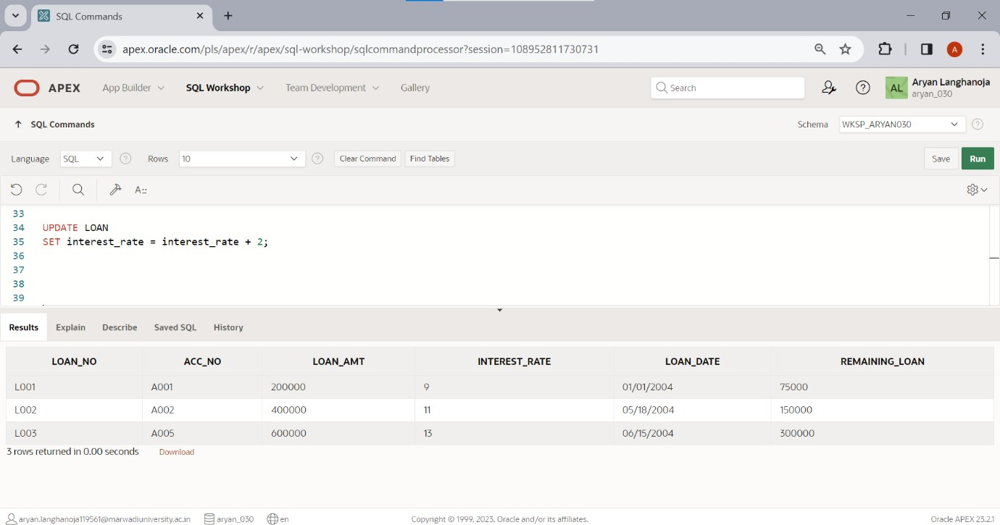 SQL Commands
apex.oracle.com/pls/apex/r/apex/sql-workshop/sqlcommandprocessor?session=108952811730731
A
APEX App Builder SQL Workshop Team Development Gallery Search AL Aryan Langhanoja
aryan_030
SQL Commands Schema WKSP_ARYAN030
Language SQL Rows 10 Clear Command Find Tables Save Run
A::
33
34 UPDATE LOAN
35 SET interest_rate = interest_rate + 2;
36
37
38
39
Results Explain Describe Saved SQL History
LOAN_NO ACC_NO LOAN_AMT INTEREST_RATE LOAN_DATE REMAINING_LOAN
L001 A001 200000 9 01/01/2004 75000
L002 A002 400000 11 05/18/2004 150000
L003 A005 600000 13 06/15/2004 300000
3 rows returned in 0.00 seconds Download
aryan.langhanoja119561@marwadiuniversity.ac.in aryan_030 en Copyright © 1999, 2023, Oracle and/or its affiliates. Oracle APEX 23.2.1